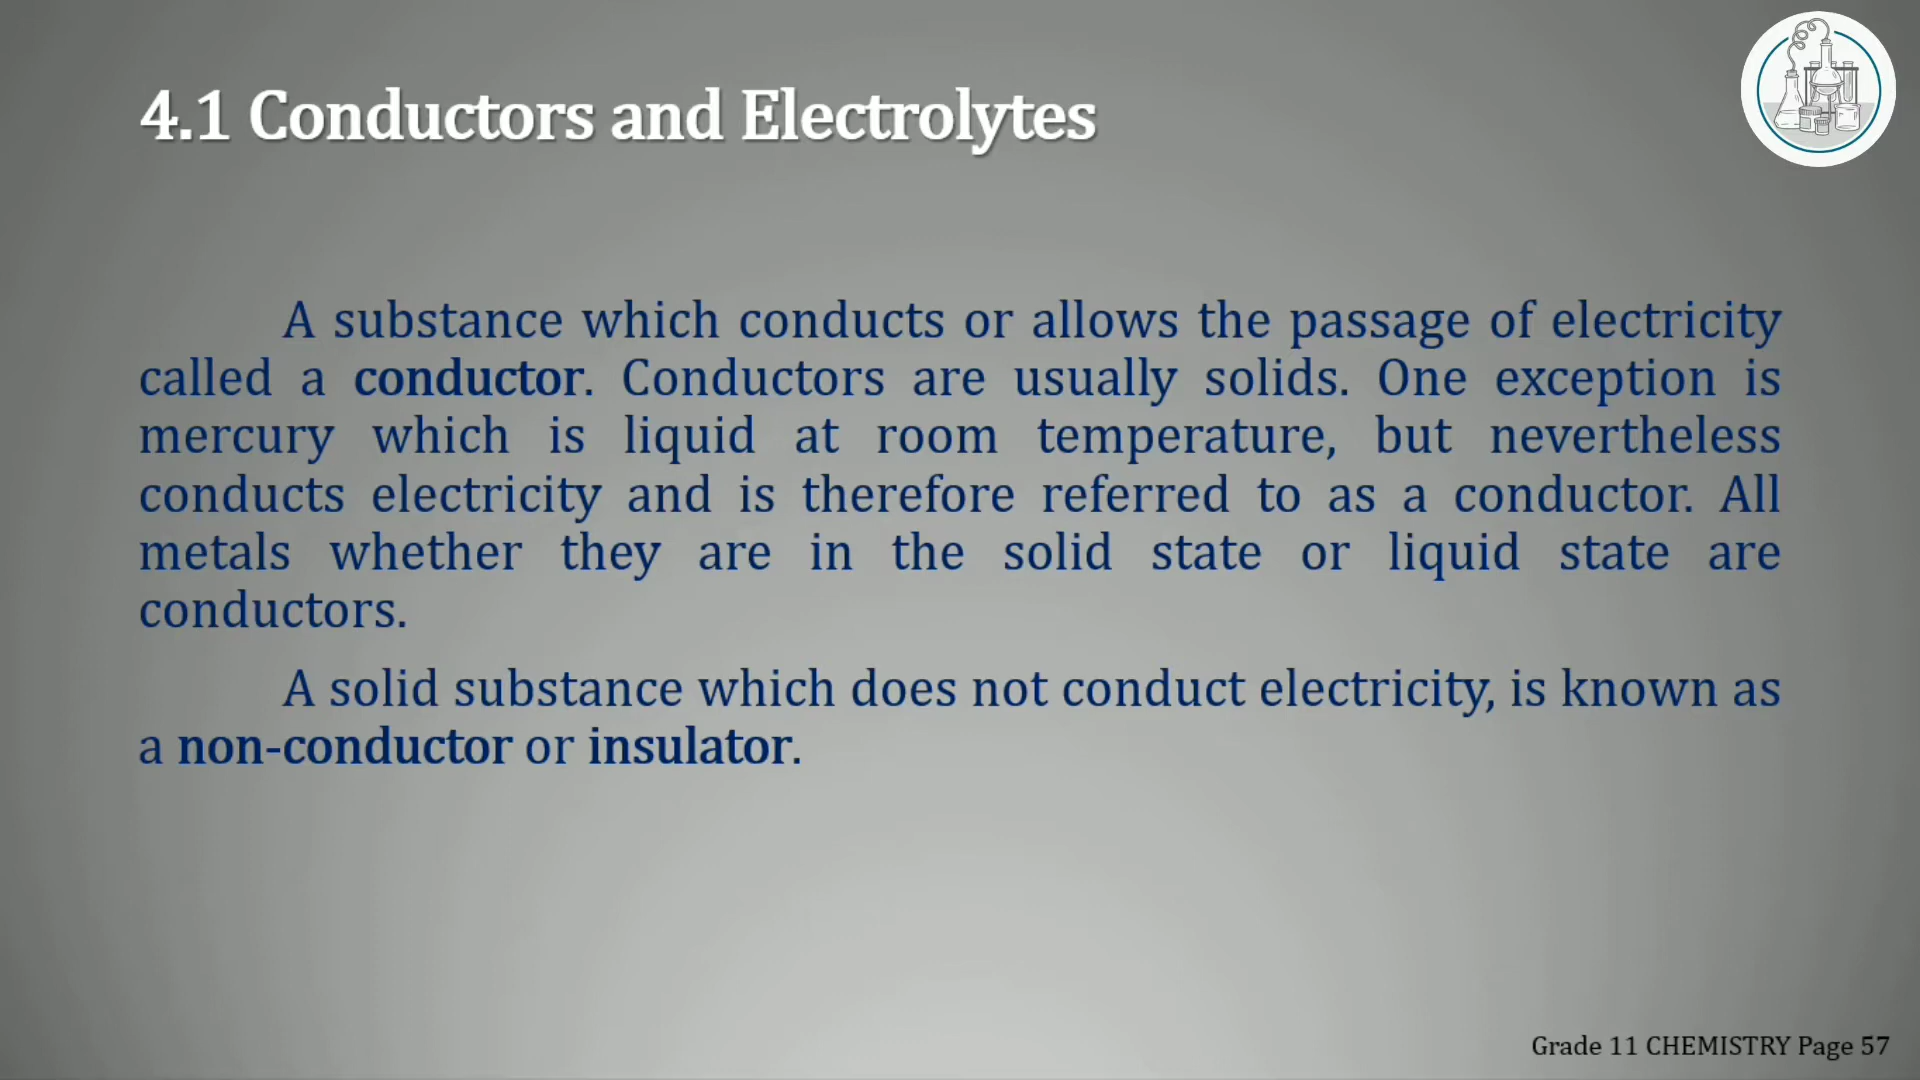 4.1 Conductors and Electrolytes
A substance which conducts or allows the passage of electricity
called a conductor. Conductors are usually solids. One exception is
mercury which is liquid at room temperature, but nevertheless
conducts electricity and is therefore referred to as a conductor. All
metals whether they are in the solid state or liquid state are
conductors.
A solid substance which does not conduct electricity, is known as
a non-conductor or insulator.
Grade 11 CHEMISTRY Page 57